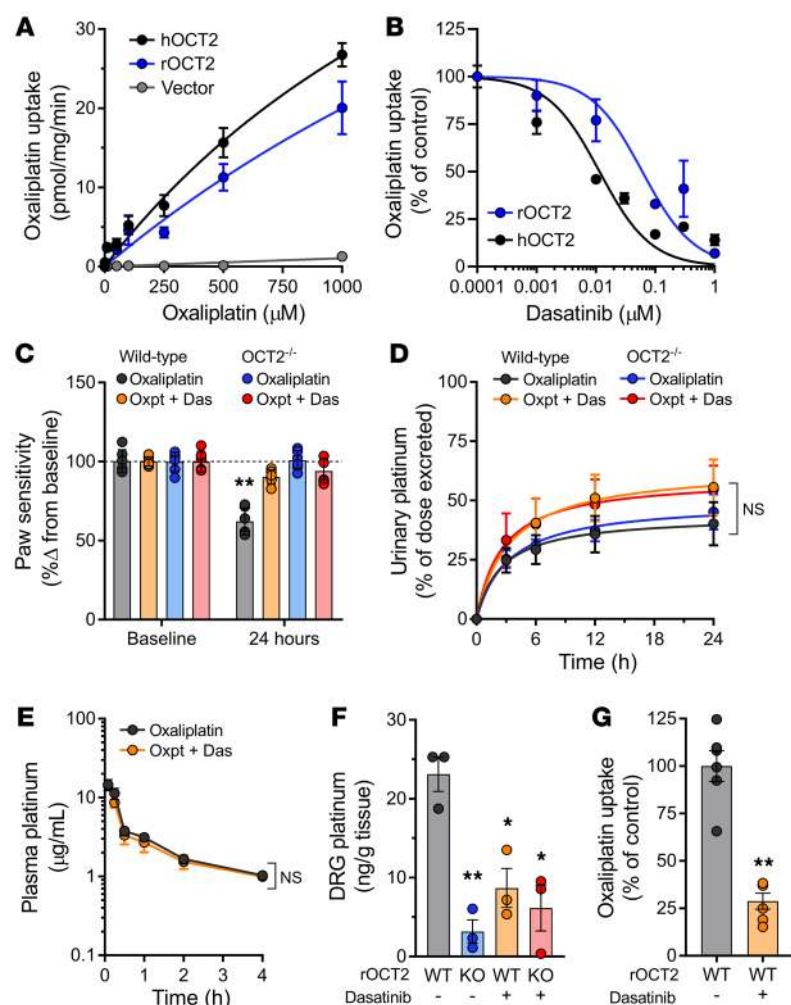 A
hOCT2
rOCT2
Vector
Oxaliplatin uptake
(pmol/mg/min)
30
20
10
0
0 250 500 750 1000
Oxaliplatin (μM)
B
Oxaliplatin uptake
(% of control)
125
100
75
50
25
0
rOCT2
hOCT2
0.0001 0.001 0.01 0.1 1
Dasatinib (μM)
C
Wild-type OCT2-/-
Oxaliplatin Oxaliplatin
Oxpt + Das Oxpt + Das
Paw sensitivity
(%Δ from baseline)
150
100
50
0
**
Baseline 24 hours
D
Wild-type OCT2-/-
Oxaliplatin Oxaliplatin
Oxpt + Das Oxpt + Das
Urinary platinum
(% of dose excreted)
100
75
50
25
0
NS
0 6 12 18 24
Time (h)
E
Oxaliplatin
Oxpt + Das
Plasma platinum
(μg/mL)
100
10
1
0.1
NS
0 1 2 3 4
Time (h)
F
DRG platinum
(ng/g tissue)
30
20
10
0
** * *
rOCT2 WT KO WT KO
Dasatinib - - + +
G
Oxaliplatin uptake
(% of control)
125
100
75
50
25
0
**
rOCT2 WT WT
Dasatinib - +